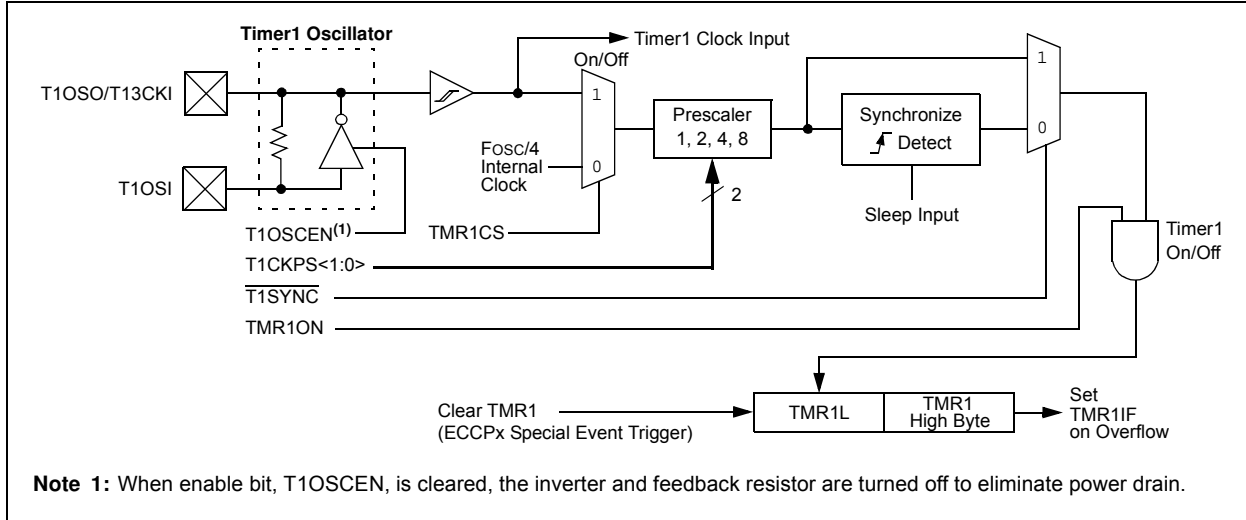 Timer1 Oscillator
Timer1 Clock Input
On/Off
T1OSO/T13CKI
1
1
Prescaler
1, 2, 4, 8
Synchronize
Detect
0
FOSC/4
Internal
Clock
0
T1OSI
2
Sleep Input
T1OSCEN(1)
TMR1CS
Timer1
On/Off
T1CKPS<1:0>
T1SYNC
TMR1ON
Clear TMR1
(ECCPx Special Event Trigger)
TMR1L
TMR1
High Byte
Set
TMR1IF
on Overflow
Note 1: When enable bit, T1OSCEN, is cleared, the inverter and feedback resistor are turned off to eliminate power drain.